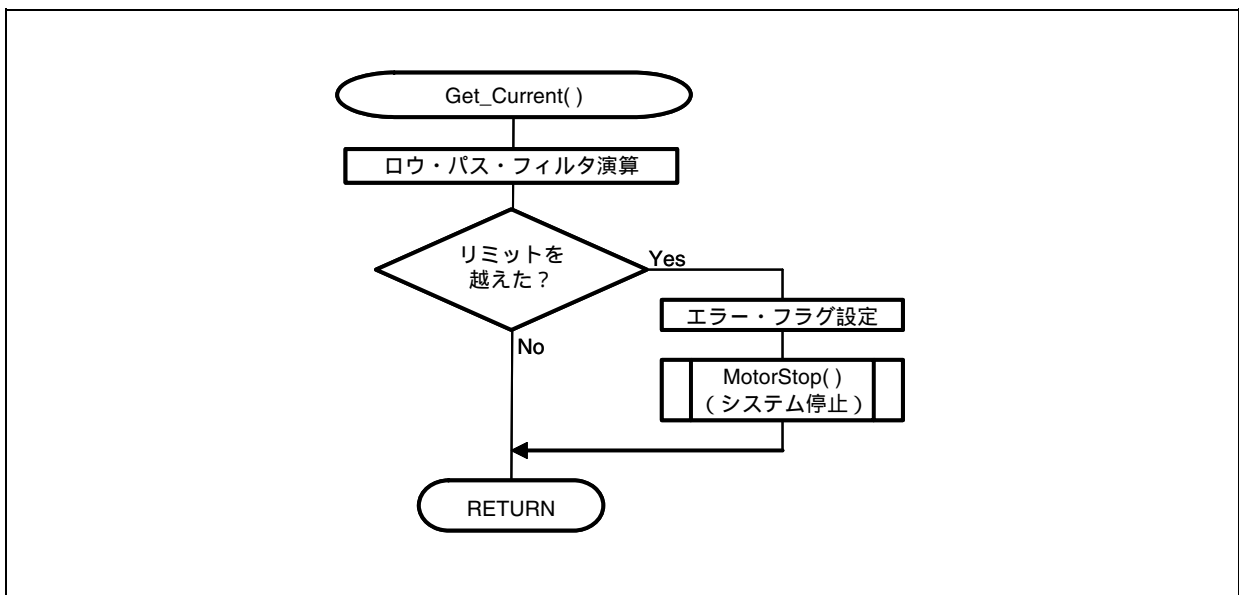 Get_Current( )
ロウ・パス・フィルタ演算
リミットを
越えた？
Yes
エラー・フラグ設定
No
MotorStop( )
（システム停止）
RETURN